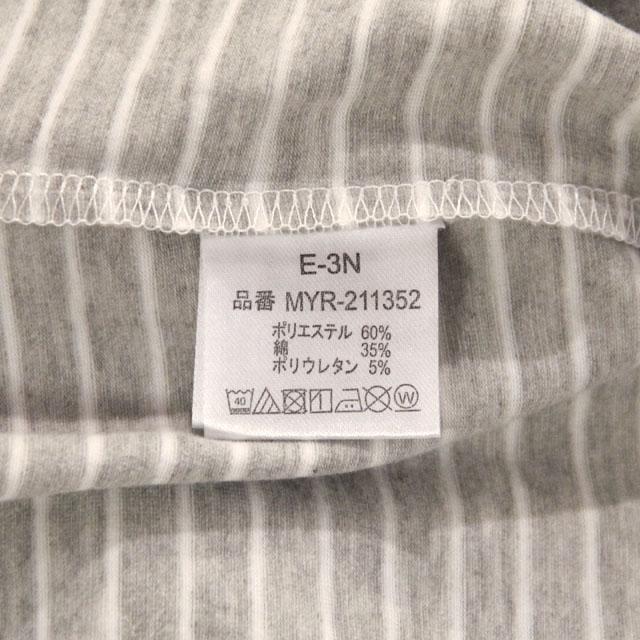 E-3N
品番 MYR-211352
ポリエステル 60%
綿 35%
ポリウレタン 5%
40
W